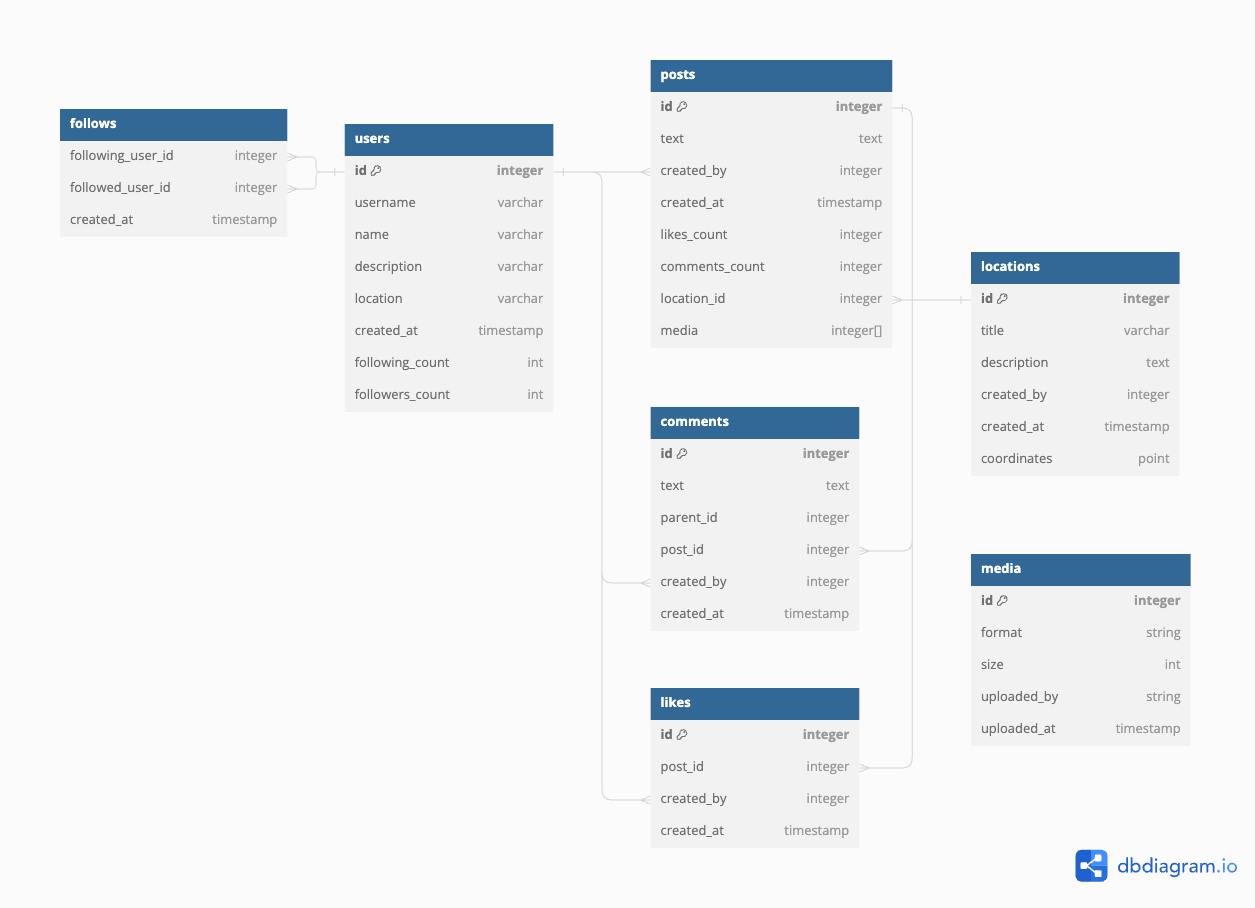 follows
following_user_id integer
followed_user_id integer
created_at timestamp
users
id integer
username varchar
name varchar
description varchar
location varchar
created_at timestamp
following_count int
followers_count int
posts
id integer
text text
created_by integer
created_at timestamp
likes_count integer
comments_count integer
location_id integer
media integer[]
comments
id integer
text text
parent_id integer
post_id integer
created_by integer
created_at timestamp
likes
id integer
post_id integer
created_by integer
created_at timestamp
locations
id integer
title varchar
description text
created_by integer
created_at timestamp
coordinates point
media
id integer
format string
size int
uploaded_by string
uploaded_at timestamp
dbdiagram.io